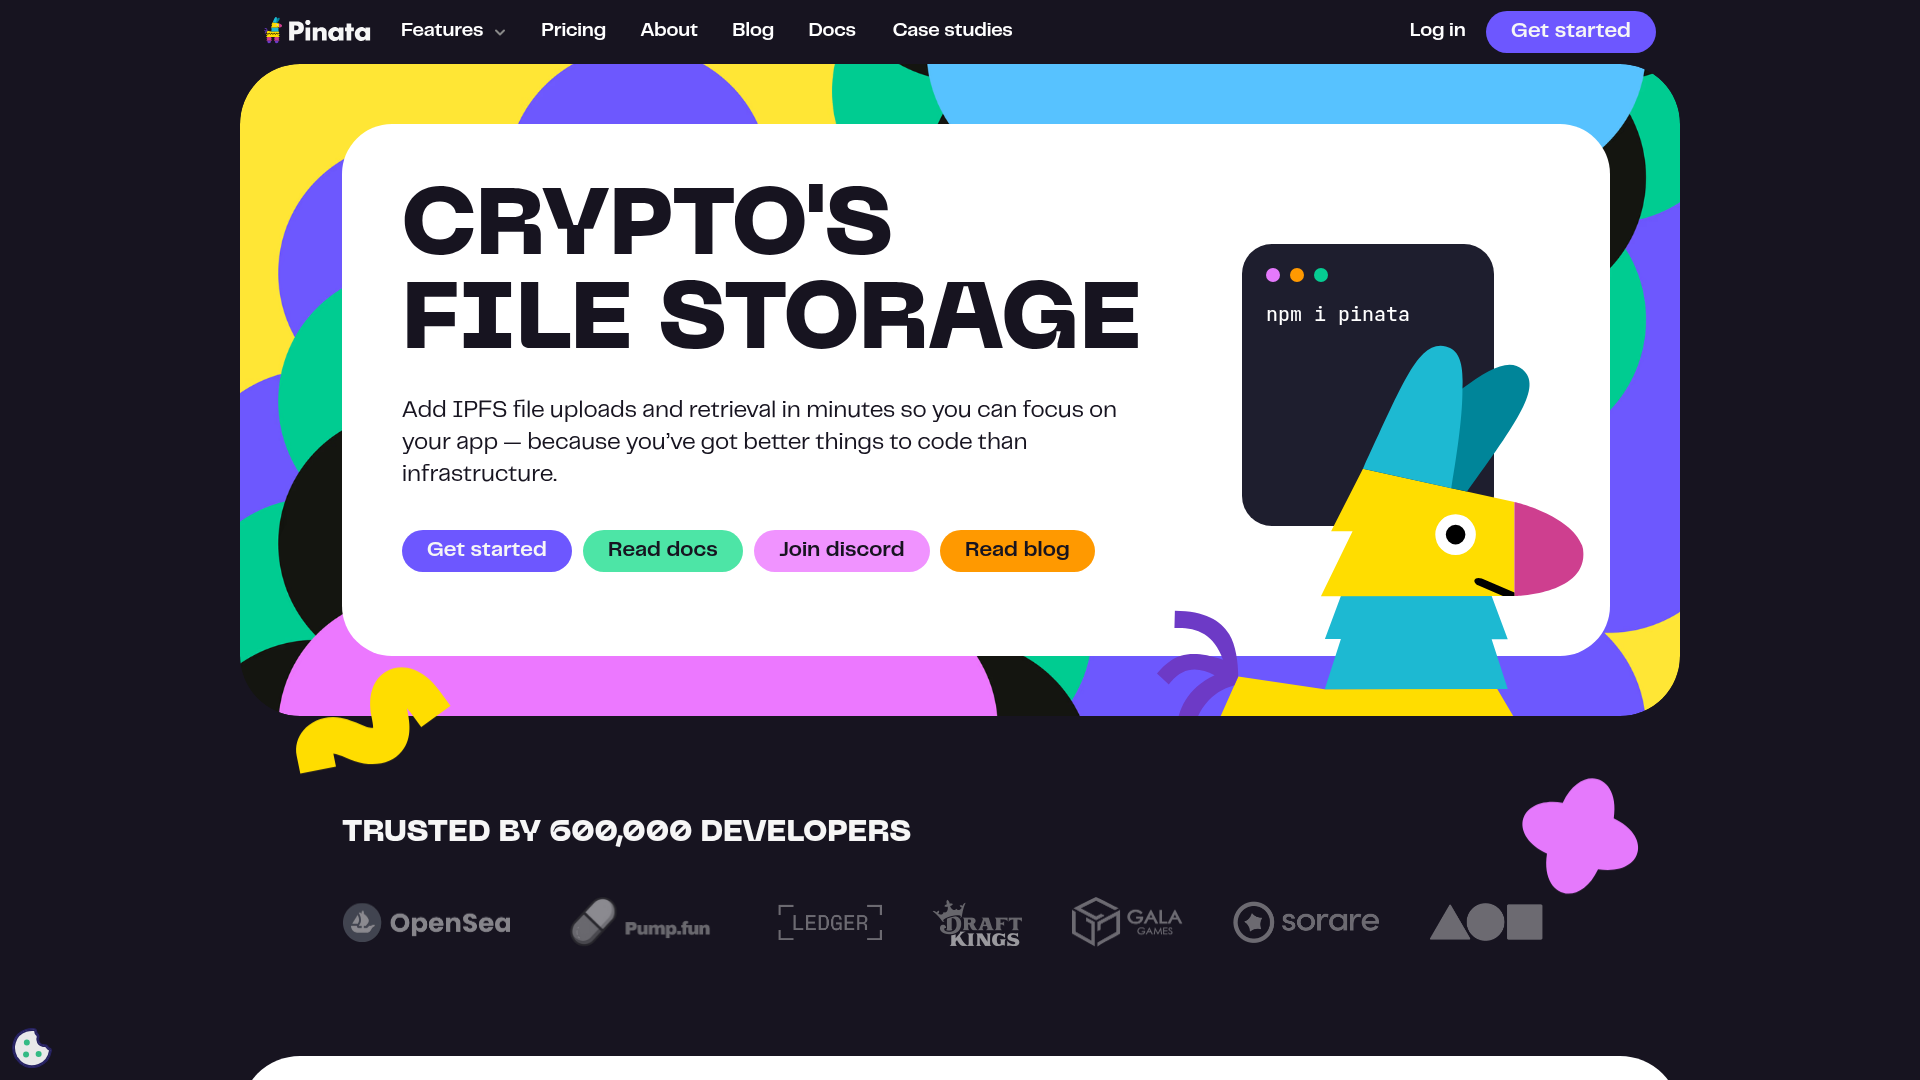 Pinata
Features
Pricing
About
Blog
Docs
Case studies
Log in
Get started
CRYPTO'S
FILE STORAGE
Add IPFS file uploads and retrieval in minutes so you can focus on
your app — because you’ve got better things to code than
infrastructure.
npm i pinata
Get started
Read docs
Join discord
Read blog
TRUSTED BY 600,000 DEVELOPERS
OpenSea
Pump.fun
LEDGER
DRAFT
KINGS
GALA
GAMES
sorare